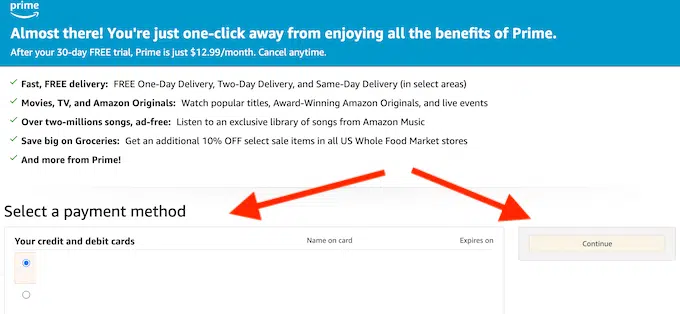 prime
Almost there! You're just one-click away from enjoying all the benefits of Prime.
After your 30-day FREE trial, Prime is just $12.99/month. Cancel anytime.
Fast, FREE delivery: FREE One-Day Delivery, Two-Day Delivery, and Same-Day Delivery (in select areas)
Movies, TV, and Amazon Originals: Watch popular titles, Award-Winning Amazon Originals, and live events
Over two-millions songs, ad-free: Listen to an exclusive library of songs from Amazon Music
Save big on Groceries: Get an additional 10% OFF select sale items in all US Whole Food Market stores
And more from Prime!
Select a payment method
Your credit and debit cards Name on card Expires on
Continue